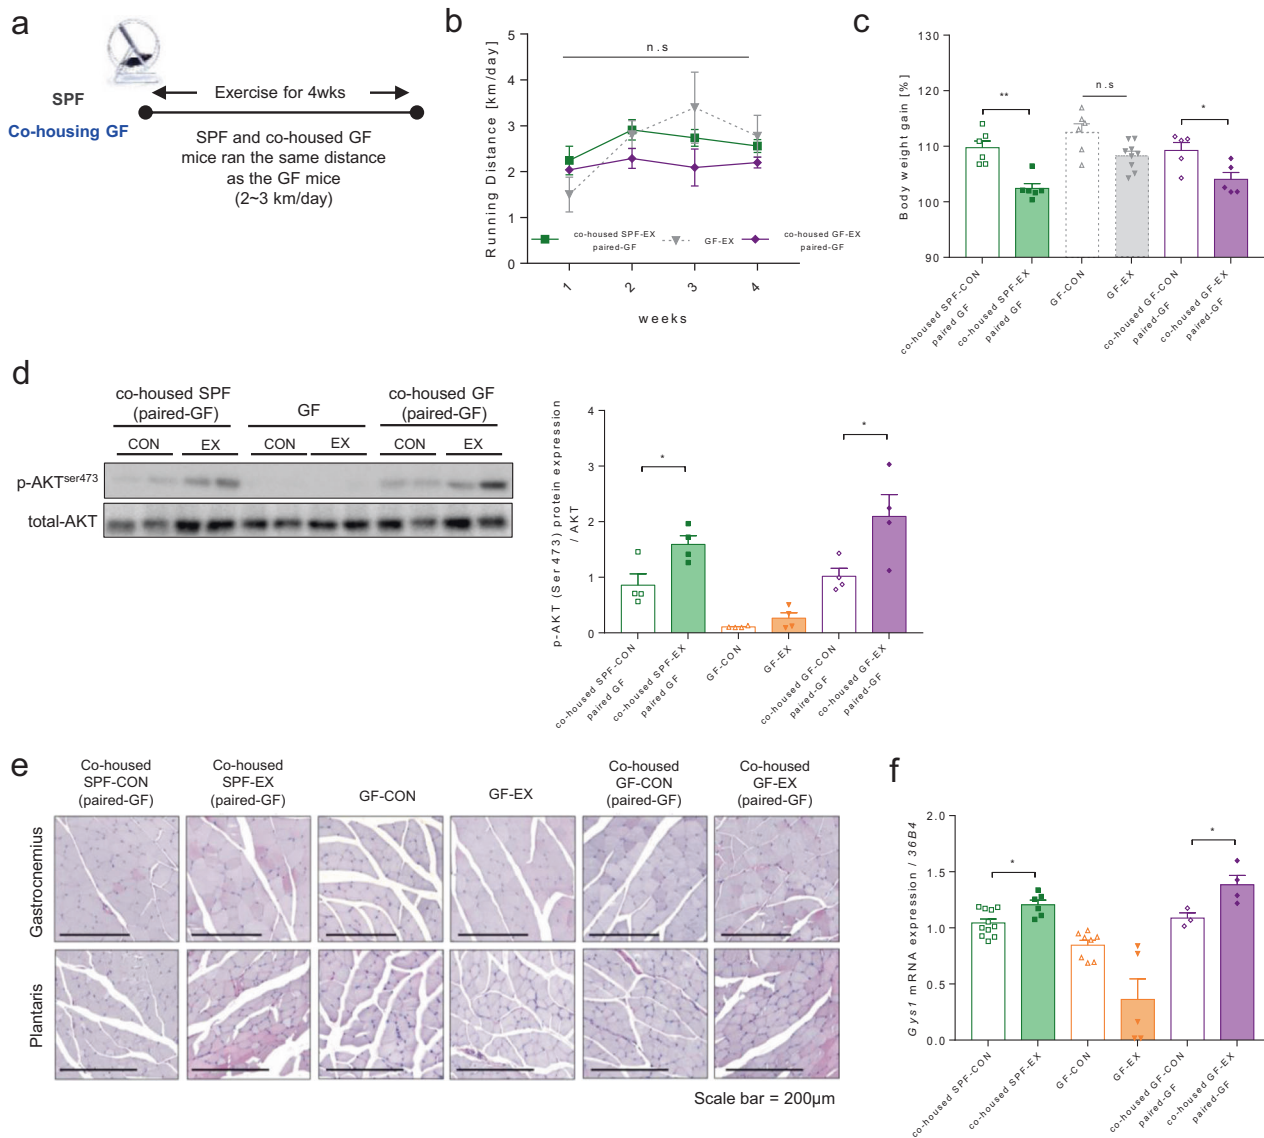 a
SPF
Co-housing GF
Exercise for 4wks
SPF and co-housed GF
mice ran the same distance
as the GF mice
(2~3 km/day)
b
n.s
Running Distance [km/day]
5
4
3
2
1
0
co-housed SPF-EX
paired-GF
GF-EX
co-housed GF-EX
paired-GF
1
2
3
4
weeks
c
Body weight gain [%]
130
120
110
100
90
**
n.s
*
co-housed SPF-CON
paired GF
co-housed SPF-EX
paired GF
GF-CON
GF-EX
co-housed GF-CON
paired-GF
co-housed GF-EX
paired-GF
d
co-housed SPF
(paired-GF)
GF
co-housed GF
(paired-GF)
CON
EX
CON
EX
CON
EX
p-AKTser473
total-AKT
p-AKT (Ser 473) protein expression
/ AKT
4
3
2
1
0
*
*
co-housed SPF-CON
paired GF
co-housed SPF-EX
paired GF
GF-CON
GF-EX
co-housed GF-CON
paired-GF
co-housed GF-EX
paired-GF
e
Co-housed
SPF-CON
(paired-GF)
Co-housed
SPF-EX
(paired-GF)
GF-CON
GF-EX
Co-housed
GF-CON
(paired-GF)
Co-housed
GF-EX
(paired-GF)
Gastrocnemius
Plantaris
Scale bar = 200μm
f
Gys1 mRNA expression / 36B4
2.0
1.5
1.0
0.5
0.0
*
*
co-housed SPF-CON
co-housed SPF-EX
GF-CON
GF-EX
co-housed GF-CON
paired-GF
co-housed GF-EX
paired-GF